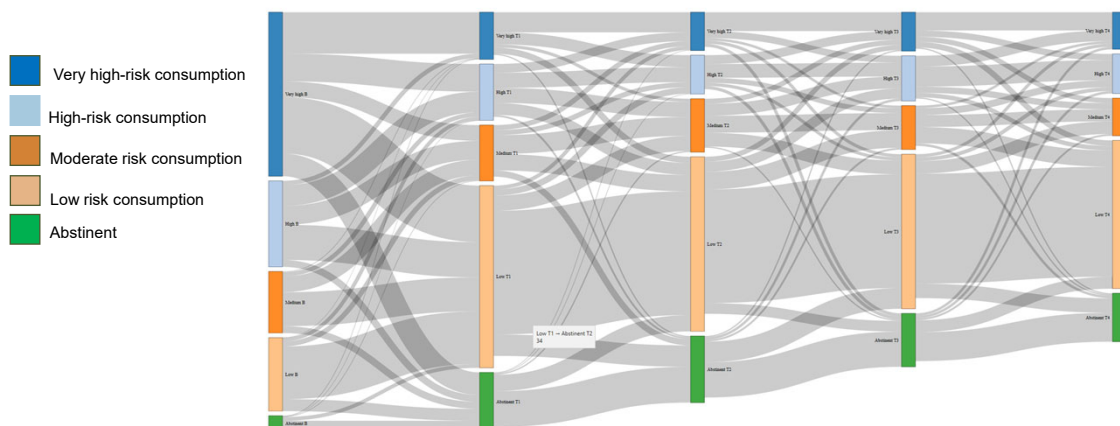 Very high-risk consumption
High-risk consumption
Moderate risk consumption
Low risk consumption
Abstinent
Very high B
High B
Medium B
Low B
Abstinent B
Very high T1
High T1
Medium T1
Low T1
Abstinent T1
Low T1 → Abstinent T2
34
Very high T2
High T2
Medium T2
Low T2
Abstinent T2
Very high T3
High T3
Medium T3
Low T3
Abstinent T3
Very high T4
High T4
Medium T4
Low T4
Abstinent T4